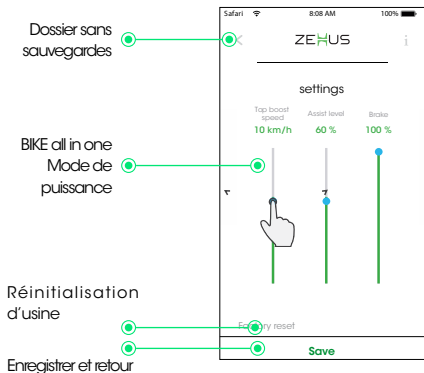 Dossier sans
sauvegardes
BIKE all in one
Mode de
puissance
Réinitialisation
d'usine
Enregistrer et retour
Safari 8:08 AM 100%
ZEHUS
i
settings
Tap boost
speed
Assist level
Brake
10 km/h 60 % 100 %
Factory reset
Save